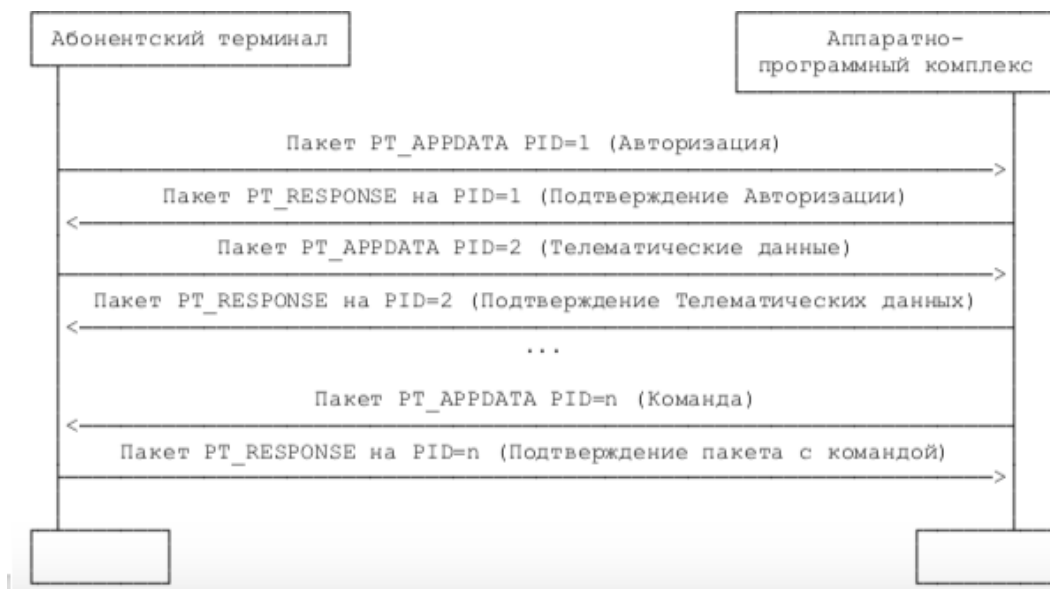 Абонентский терминал
Аппаратно-
программный комплекс
Пакет PT_APPDATA PID=1 (Авторизация)
Пакет PT_RESPONSE на PID=1 (Подтверждение Авторизации)
Пакет PT_APPDATA PID=2 (Телематические данные)
Пакет PT_RESPONSE на PID=2 (Подтверждение Телематических данных)
...
Пакет PT_APPDATA PID=n (Команда)
Пакет PT_RESPONSE на PID=n (Подтверждение пакета с командой)